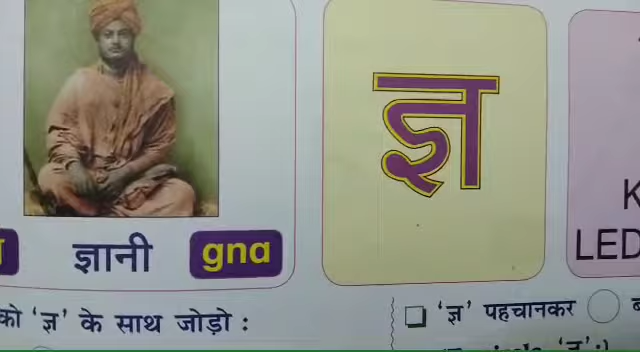 ज्ञ
ज्ञानी gna
LED
को ‘ज्ञ’ के साथ जोड़ो :
❑ ‘ज्ञ’ पहचानकर